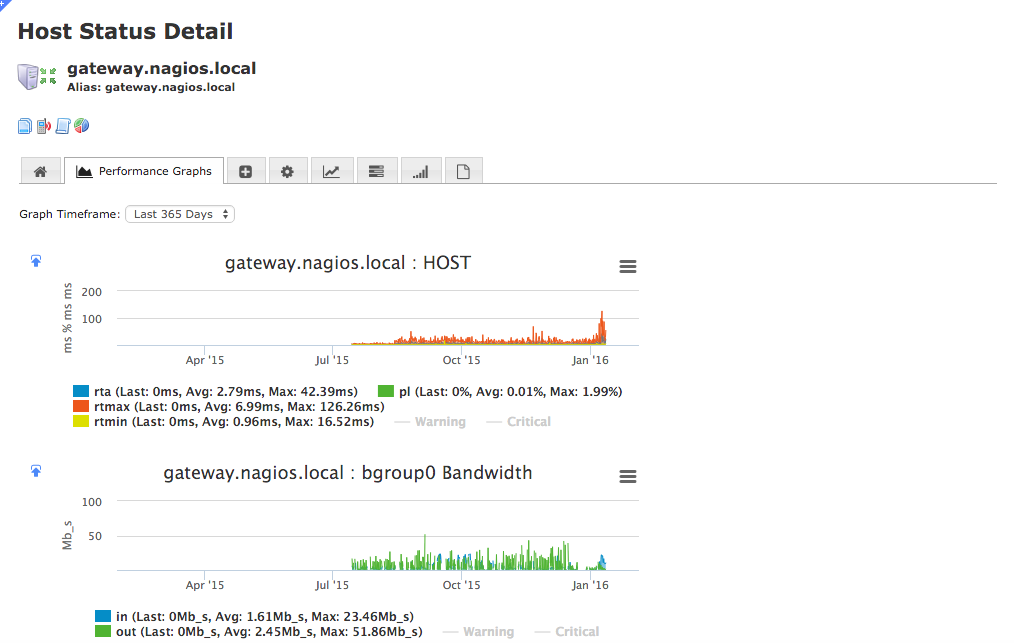 Host Status Detail
gateway.nagios.local
Alias: gateway.nagios.local
Performance Graphs
Graph Timeframe: Last 365 Days
gateway.nagios.local : HOST
ms % ms ms
200
100
Apr '15 Jul '15 Oct '15 Jan '16
rta (Last: 0ms, Avg: 2.79ms, Max: 42.39ms) pl (Last: 0%, Avg: 0.01%, Max: 1.99%)
rtmax (Last: 0ms, Avg: 6.99ms, Max: 126.26ms)
rtmin (Last: 0ms, Avg: 0.96ms, Max: 16.52ms) Warning Critical
gateway.nagios.local : bgroup0 Bandwidth
Mb_s
100
50
Apr '15 Jul '15 Oct '15 Jan '16
in (Last: 0Mb_s, Avg: 1.61Mb_s, Max: 23.46Mb_s)
out (Last: 0Mb_s, Avg: 2.45Mb_s, Max: 51.86Mb_s) Warning Critical